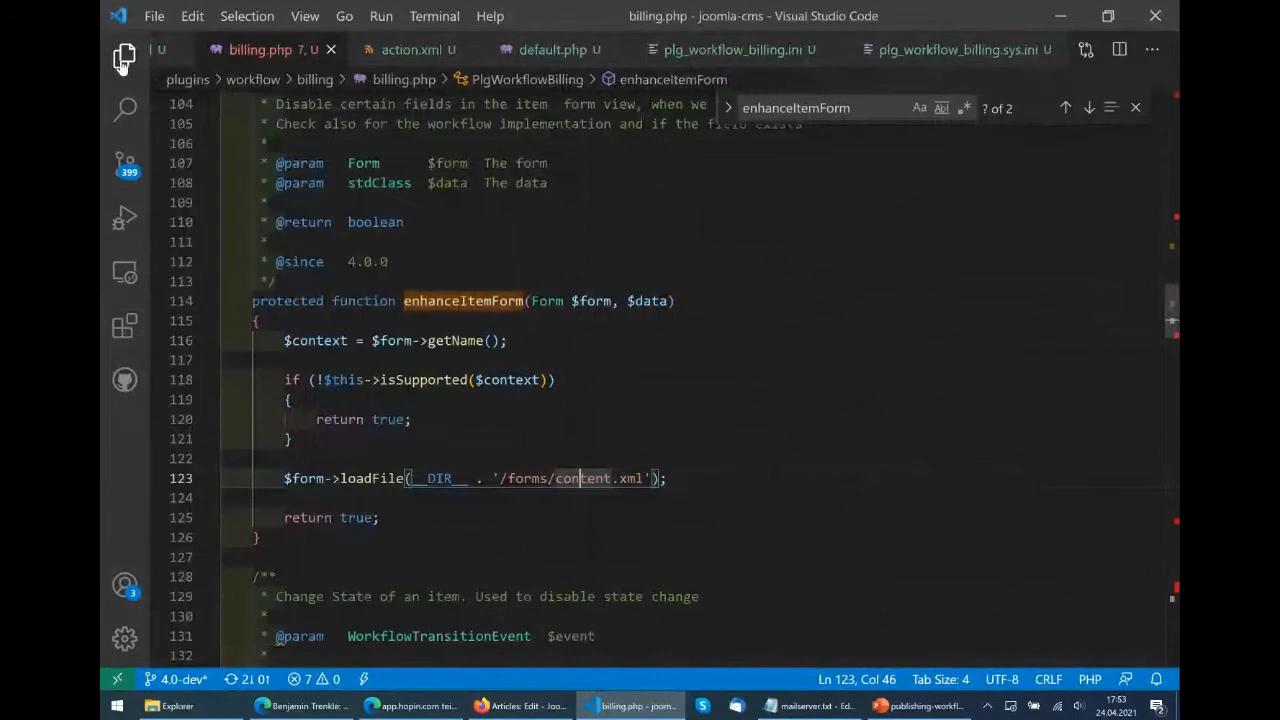 File Edit Selection View Go Run Terminal Help billing.php - joomla-cms - Visual Studio Code
U billing.php 7, U action.xml U default.php U plg_workflow_billing.ini U plg_workflow_billing.sys.ini U
plugins workflow billing billing.php PlgWorkflowBilling enhanceItemForm
enhanceItemForm Aa Abl .* ? of 2
104 * Disable certain fields in the item form view, when we
105 * Check also for the workflow implementation and if the field exists
106 *
107 * @param Form $form The form
108 * @param stdClass $data The data
109 *
110 * @return boolean
111 *
112 * @since 4.0.0
113 */
114 protected function enhanceItemForm(Form $form, $data)
115 {
116 $context = $form->getName();
117
118 if (!$this->isSupported($context))
119 {
120 return true;
121 }
122
123 $form->loadFile(__DIR__ . '/forms/content.xml');
124
125 return true;
126 }
127
128 /**
129 * Change State of an item. Used to disable state change
130 *
131 * @param WorkflowTransitionEvent $event
132 *
399
3
4.0-dev* 2↓ 10↑ 7 0 Ln 123, Col 46 Tab Size: 4 UTF-8 CRLF PHP
Explorer Benjamin Trenkle: ... app.hopin.com tei... Articles: Edit - Joo... billing.php - joom... mailserver.txt - Ed... publishing-workfl... 17:53
24.04.2021
2